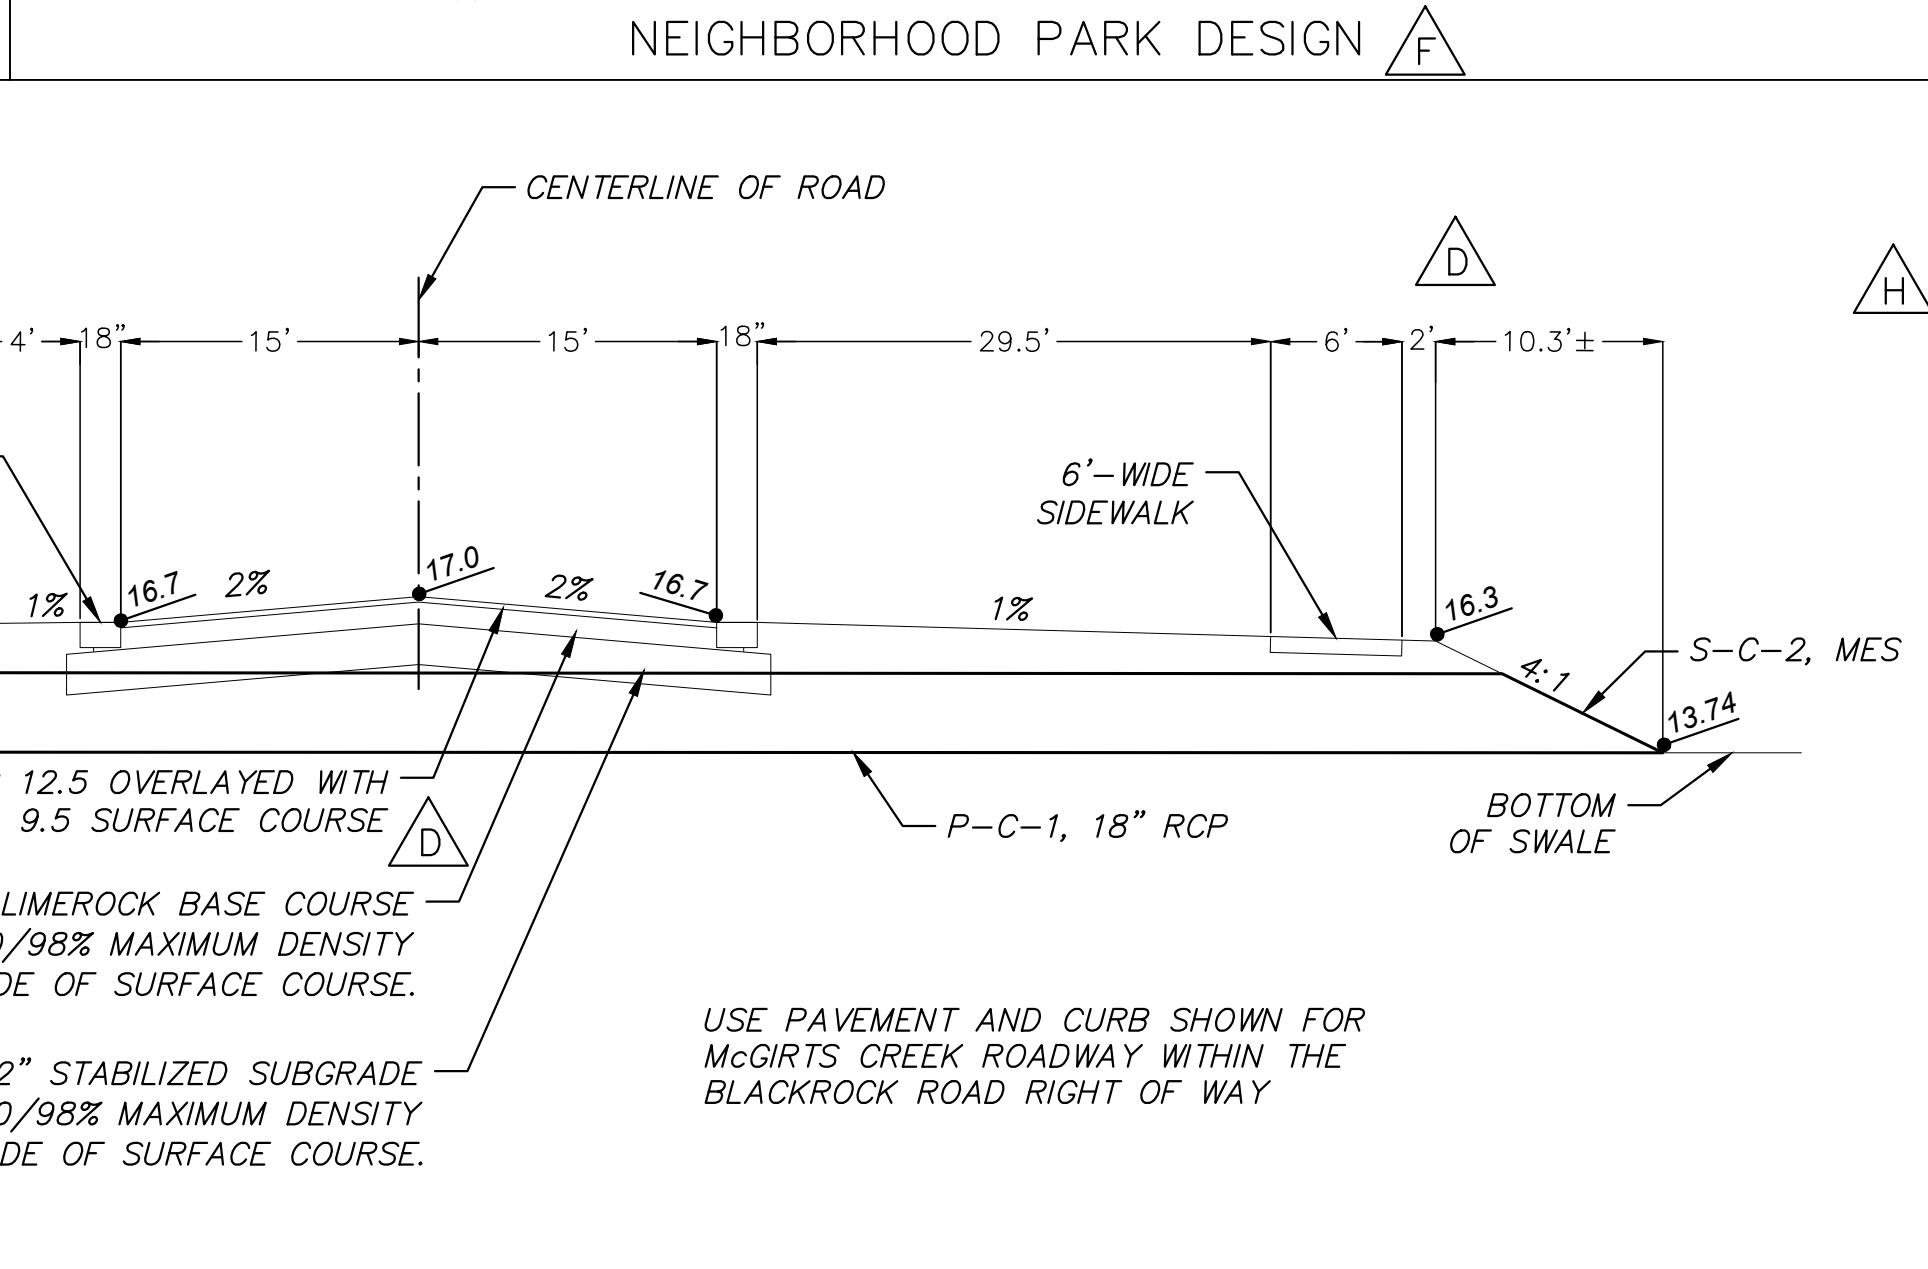 NEIGHBORHOOD PARK DESIGN F
CENTERLINE OF ROAD
D
H
4' 18" 15' 15' 18" 29.5' 6' 2' 10.3'±
6'-WIDE
SIDEWALK
1% 16.7 2% 17.0 2% 16.7 1% 16.3
4:1
S-C-2, MES
13.74
12.5 OVERLAYED WITH
9.5 SURFACE COURSE
D
P-C-1, 18" RCP
BOTTOM
OF SWALE
LIMEROCK BASE COURSE
/98% MAXIMUM DENSITY
DE OF SURFACE COURSE.
USE PAVEMENT AND CURB SHOWN FOR
McGIRTS CREEK ROADWAY WITHIN THE
BLACKROCK ROAD RIGHT OF WAY
2" STABILIZED SUBGRADE
0/98% MAXIMUM DENSITY
DE OF SURFACE COURSE.